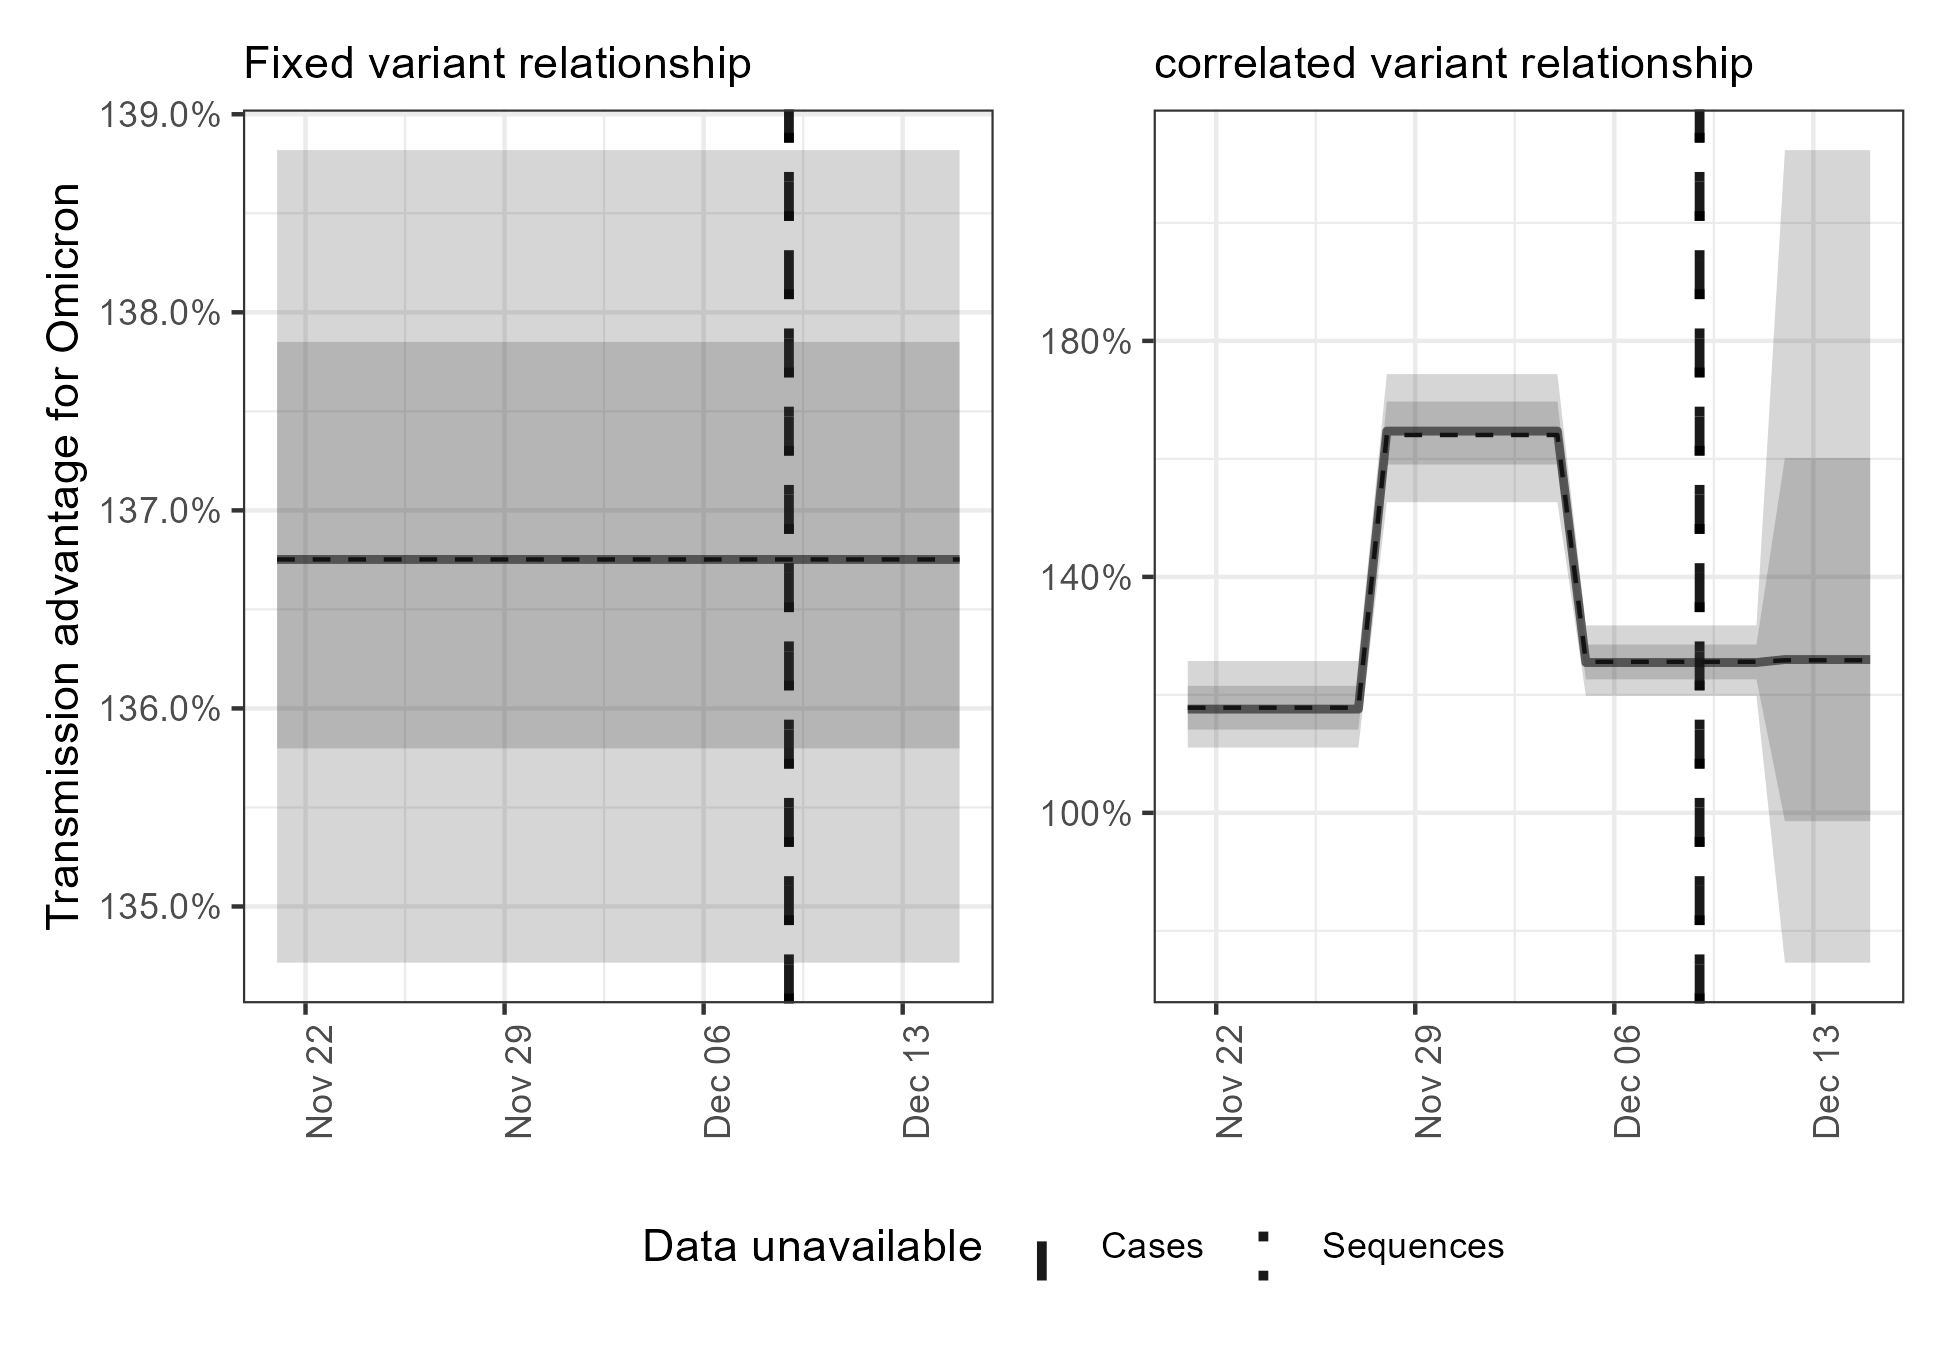 Fixed variant relationship
correlated variant relationship
Transmission advantage for Omicron
139.0%
138.0%
137.0%
136.0%
135.0%
180%
140%
100%
Nov 22
Nov 29
Dec 06
Dec 13
Nov 22
Nov 29
Dec 06
Dec 13
Data unavailable Cases Sequences